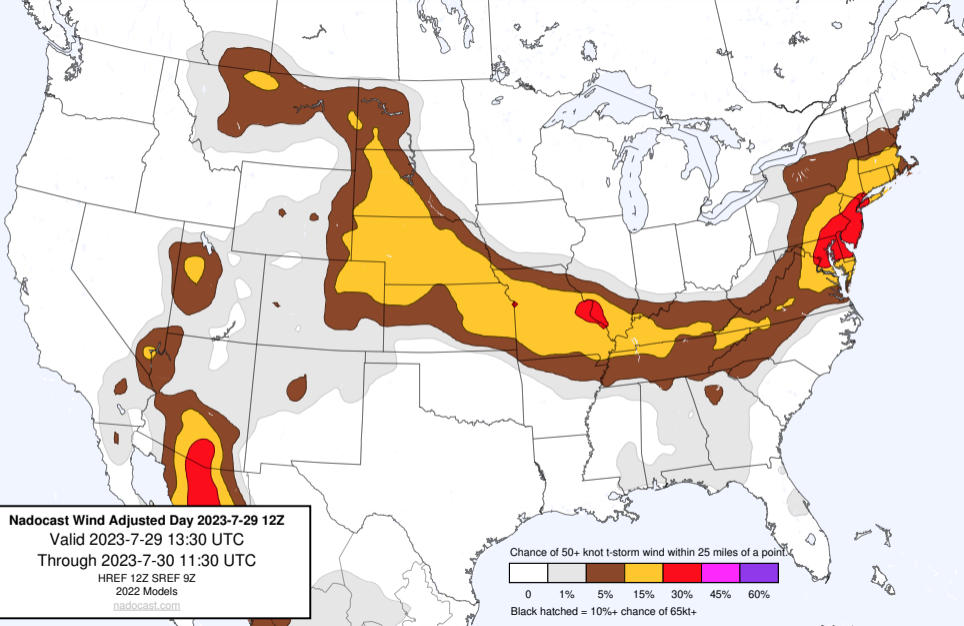 Nadocast Wind Adjusted Day 2023-7-29 12Z
Valid 2023-7-29 13:30 UTC
Through 2023-7-30 11:30 UTC
HREF 12Z SREF 9Z
2022 Models
nadocast.com
Chance of 50+ knot t-storm wind within 25 miles of a point.
0 1% 5% 15% 30% 45% 60%
Black hatched = 10%+ chance of 65kt+